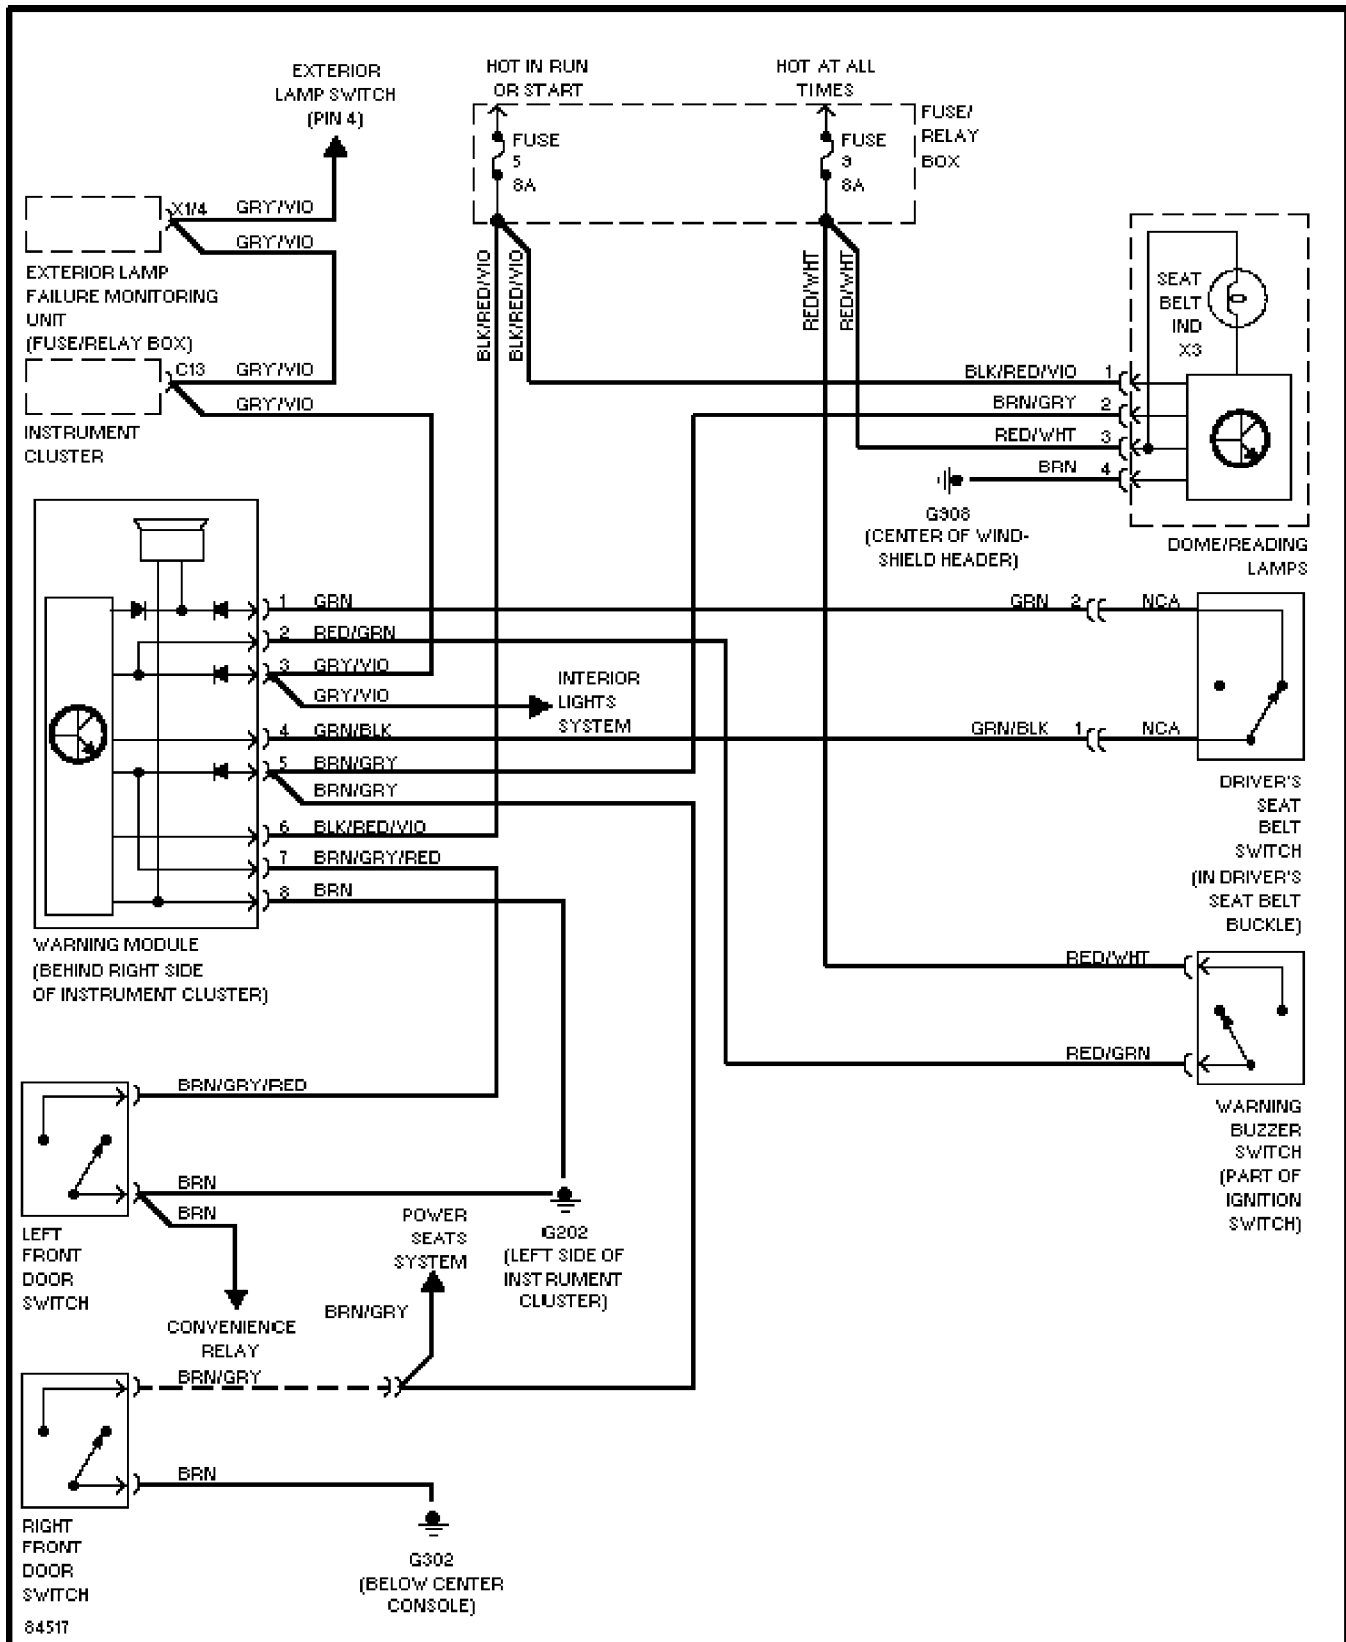 EXTERIOR
LAMP SWITCH
(PIN 4)
HOT IN RUN
OR START
HOT AT ALL
TIMES
FUSE
5
8A
FUSE
9
8A
FUSE/
RELAY
BOX
X1/4
GRY/VIO
GRY/VIO
EXTERIOR LAMP
FAILURE MONITORING
UNIT
(FUSE/RELAY BOX)
C13
GRY/VIO
GRY/VIO
INSTRUMENT
CLUSTER
BLK/RED/VIO
BLK/RED/VIO
RED/WHT
RED/WHT
SEAT
BELT
IND
X3
BLK/RED/VIO 1
BRN/GRY 2
RED/WHT 3
BRN 4
G308
(CENTER OF WIND-
SHIELD HEADER)
DOME/READING
LAMPS
1 GRN
2 RED/GRN
3 GRY/VIO
GRY/VIO
4 GRN/BLK
5 BRN/GRY
BRN/GRY
6 BLK/RED/VIO
7 BRN/GRY/RED
8 BRN
INTERIOR
LIGHTS
SYSTEM
GRN 2 NCA
GRN/BLK 1 NCA
DRIVER'S
SEAT
BELT
SWITCH
(IN DRIVER'S
SEAT BELT
BUCKLE)
WARNING MODULE
(BEHIND RIGHT SIDE
OF INSTRUMENT CLUSTER)
RED/WHT
RED/GRN
WARNING
BUZZER
SWITCH
(PART OF
IGNITION
SWITCH)
BRN/GRY/RED
BRN
BRN
LEFT
FRONT
DOOR
SWITCH
CONVENIENCE
RELAY
POWER
SEATS
SYSTEM
BRN/GRY
G202
(LEFT SIDE OF
INSTRUMENT
CLUSTER)
BRN/GRY
BRN
RIGHT
FRONT
DOOR
SWITCH
G302
(BELOW CENTER
CONSOLE)
84517